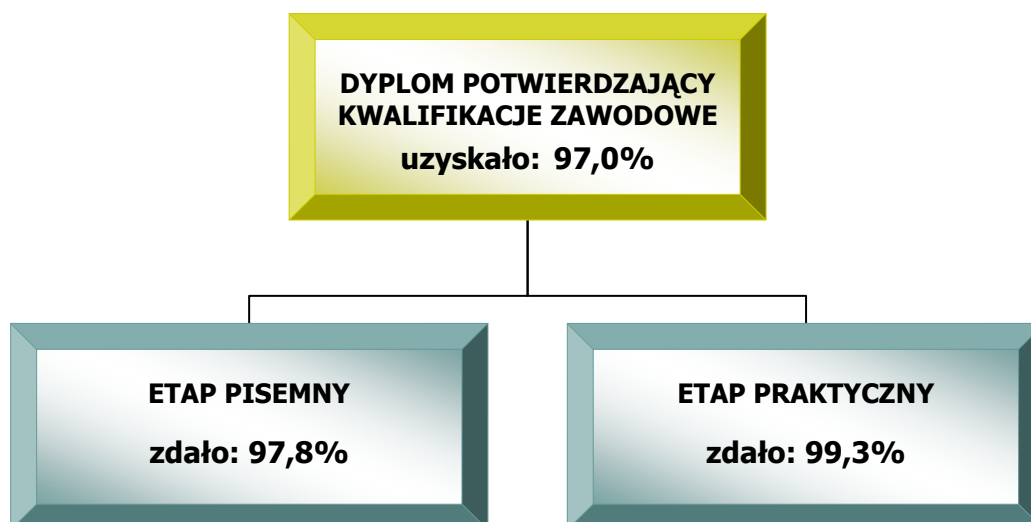 DYPLOM POTWIERDZAJĄCY
KWALIFIKACJE ZAWODOWE
uzyskało: 97,0%
ETAP PISEMNY
zdało: 97,8%
ETAP PRAKTYCZNY
zdało: 99,3%